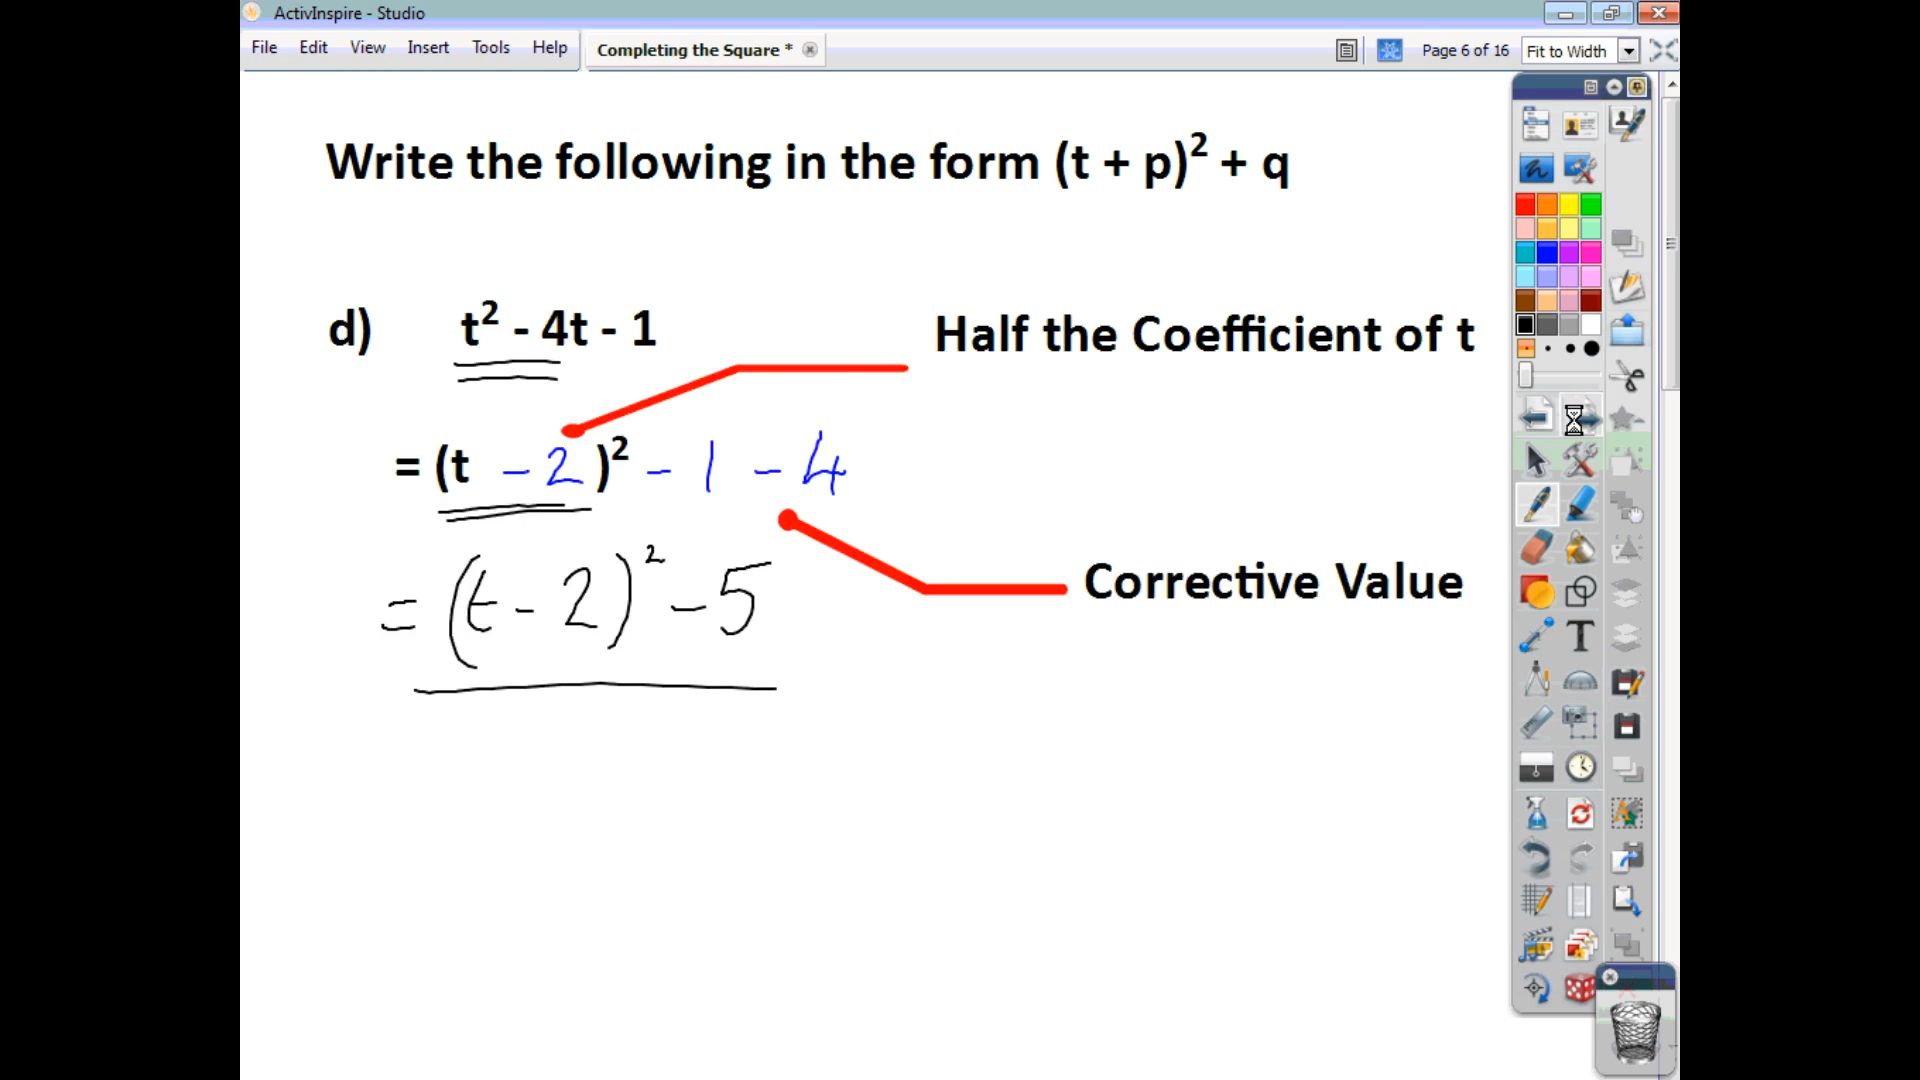 ActivInspire - Studio
File Edit View Insert Tools Help Completing the Square * Page 6 of 16 Fit to Width
Write the following in the form (t + p)² + q
d) t² - 4t - 1
Half the Coefficient of t
= (t - 2 )² - 1 - 4
Corrective Value
= (t - 2)² - 5